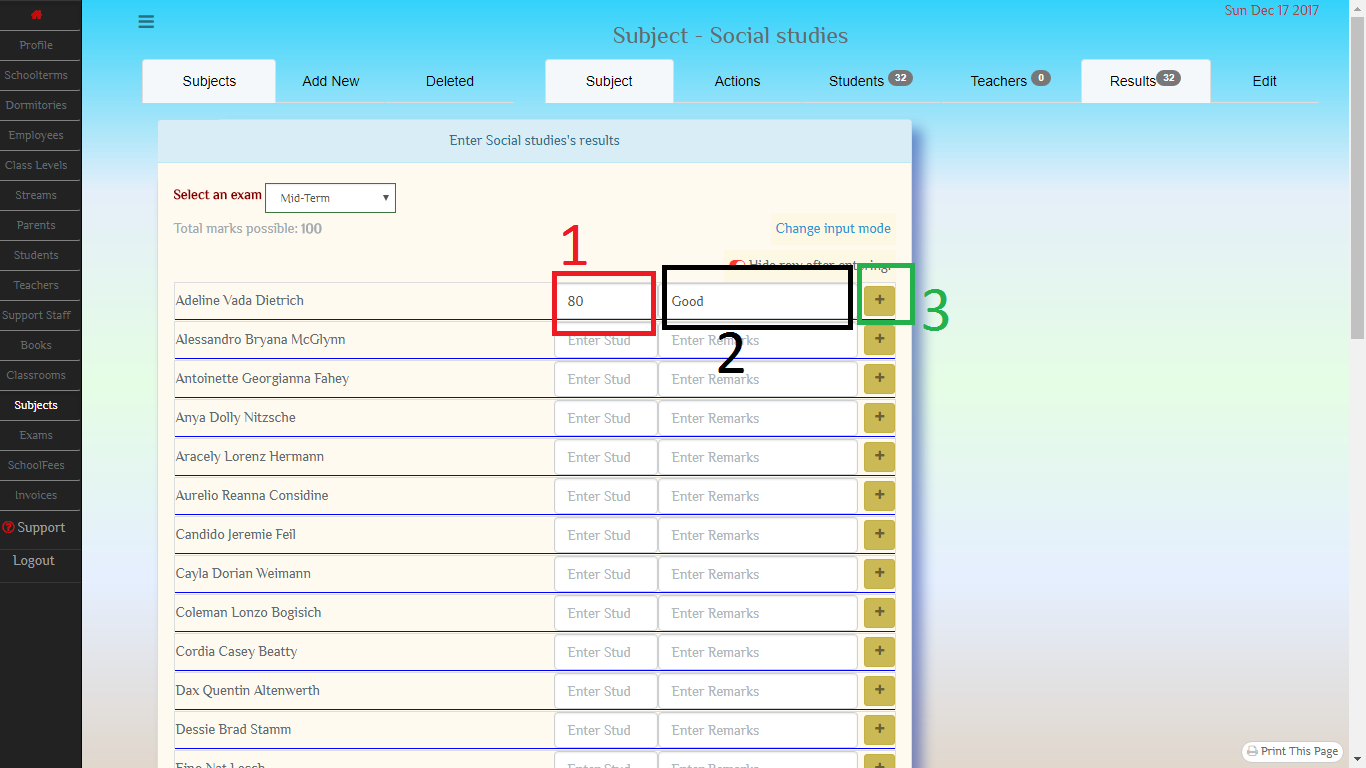 Sun Dec 17 2017
Subject - Social studies
Profile
Schoolterms
Dormitories
Employees
Class Levels
Streams
Parents
Students
Teachers
Support Staff
Books
Classrooms
Subjects
Exams
SchoolFees
Invoices
Support
Logout
Subjects Add New Deleted Subject Actions Students 32 Teachers 0 Results 32 Edit
Enter Social studies's results
Select an exam Mid-Term
Total marks possible: 100 Change input mode
1
Hide row after entering.
Adeline Vada Dietrich 80 Good + 3
Alessandro Bryana McGlynn Enter Stud Enter Remarks +
2
Antoinette Georgianna Fahey Enter Stud Enter Remarks +
Anya Dolly Nitzsche Enter Stud Enter Remarks +
Aracely Lorenz Hermann Enter Stud Enter Remarks +
Aurelio Reanna Considine Enter Stud Enter Remarks +
Candido Jeremie Feil Enter Stud Enter Remarks +
Cayla Dorian Weimann Enter Stud Enter Remarks +
Coleman Lonzo Bogisich Enter Stud Enter Remarks +
Cordia Casey Beatty Enter Stud Enter Remarks +
Dax Quentin Altenwerth Enter Stud Enter Remarks +
Dessie Brad Stamm Enter Stud Enter Remarks +
Print This Page